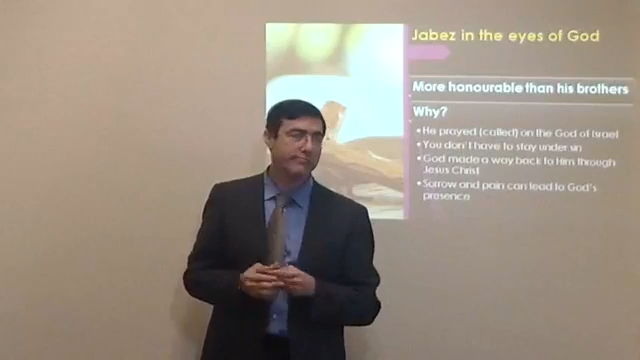 Jabez in the eyes of God
More honourable than his brothers
Why?
• He prayed (called) on the God of Israel
• You don't have to stay under sin
• God made a way back to Him through
Jesus Christ
• Sorrow and pain can lead to God's
presence